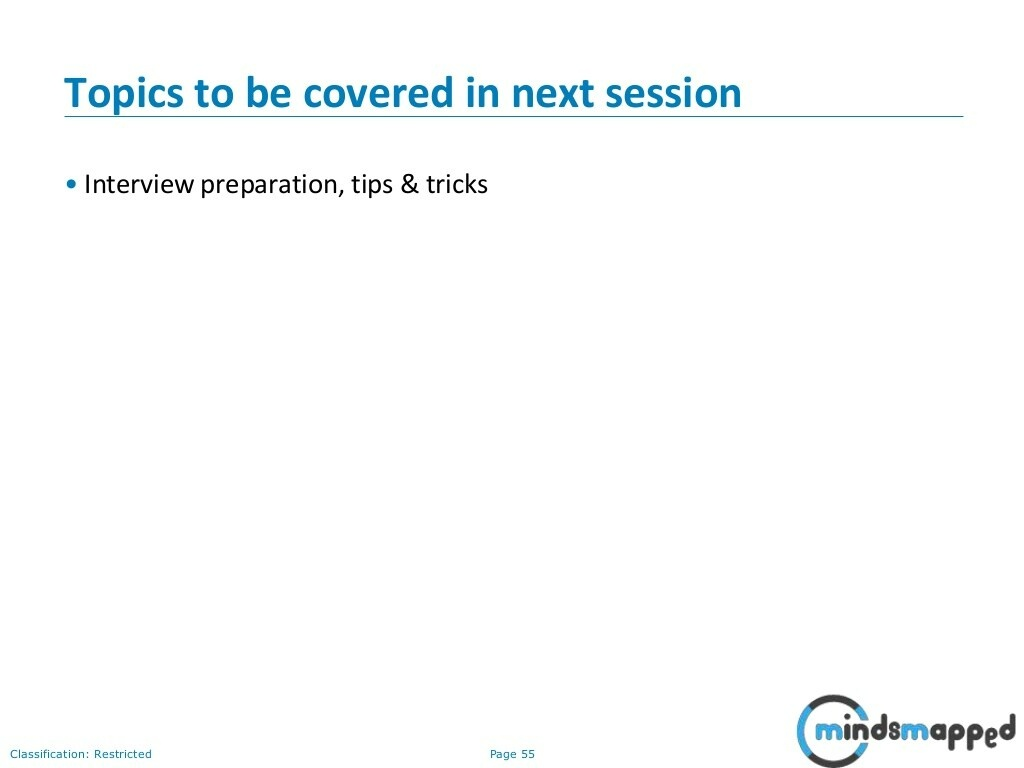 Topics to be covered in next session
• Interview preparation, tips & tricks
mindsmapped
Classification: Restricted
Page 55